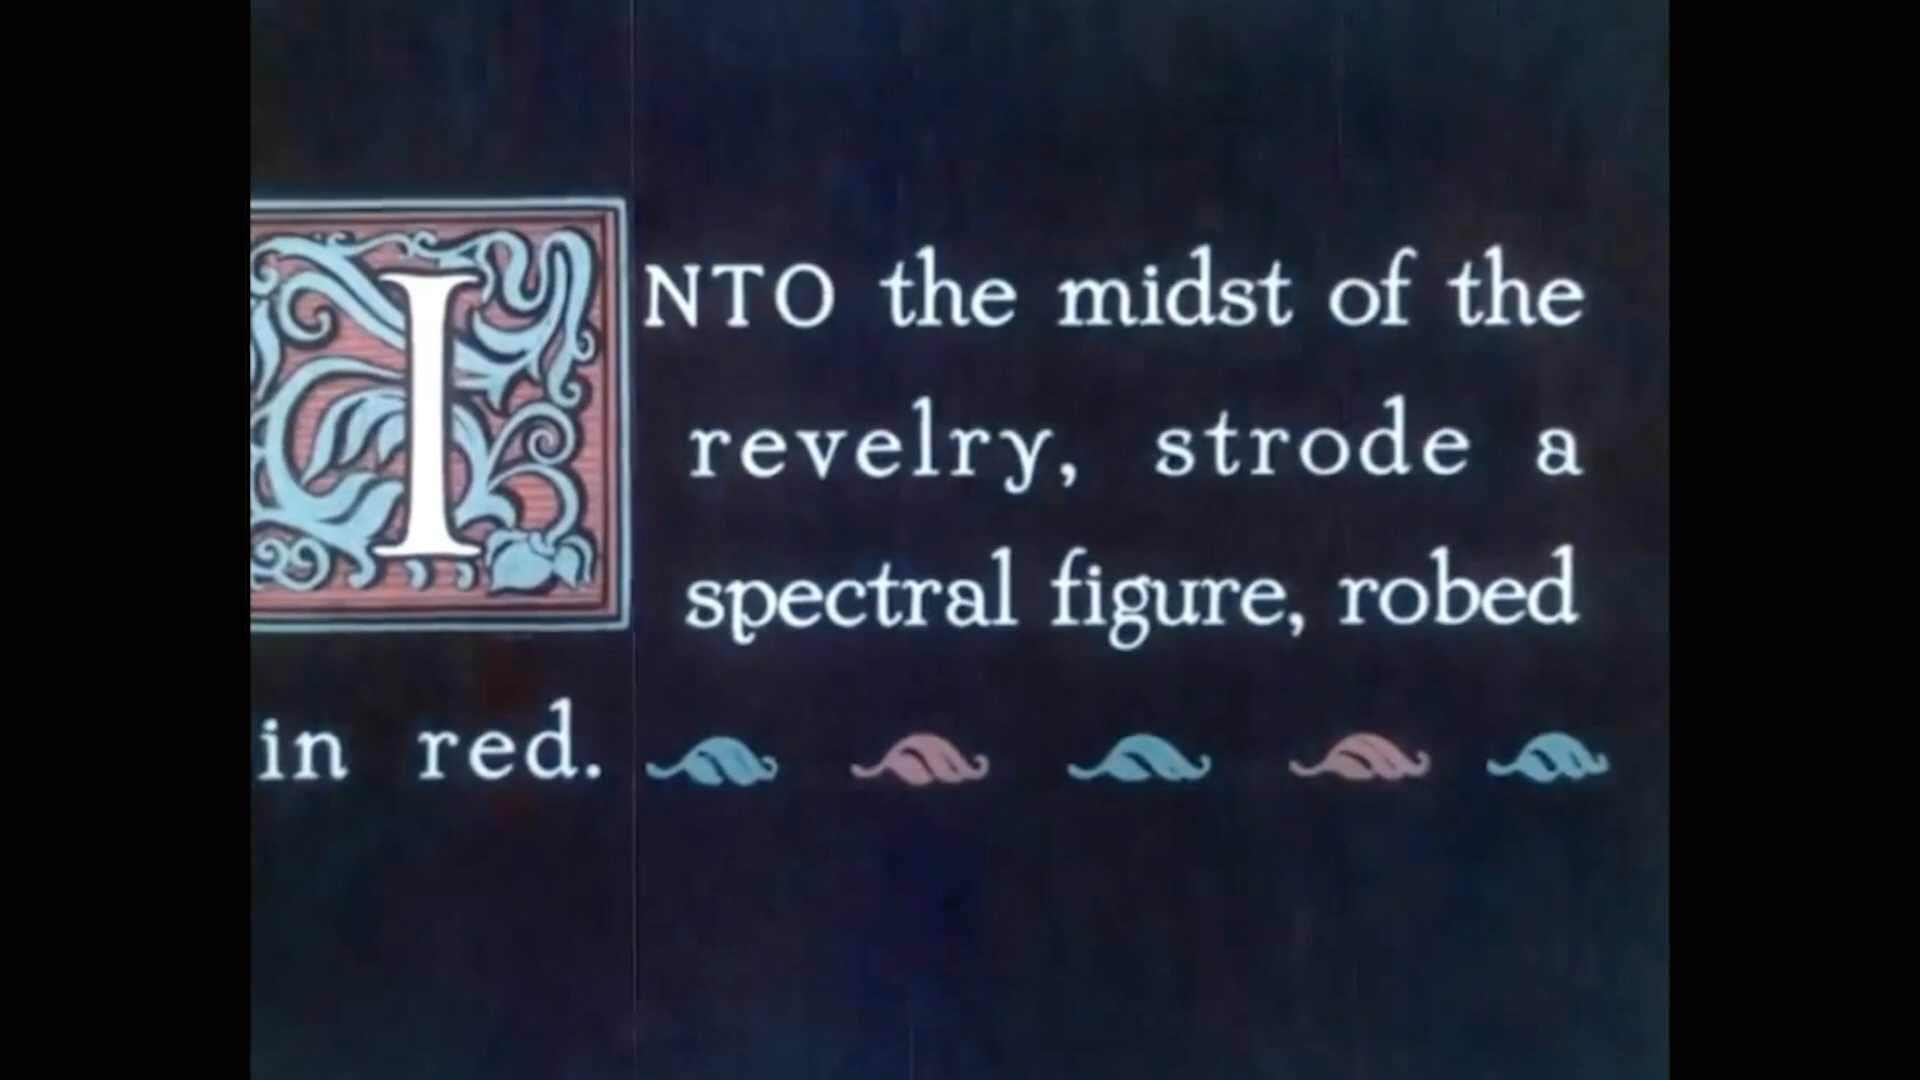 INTO the midst of the
revelry, strode a
spectral figure, robed
in red.